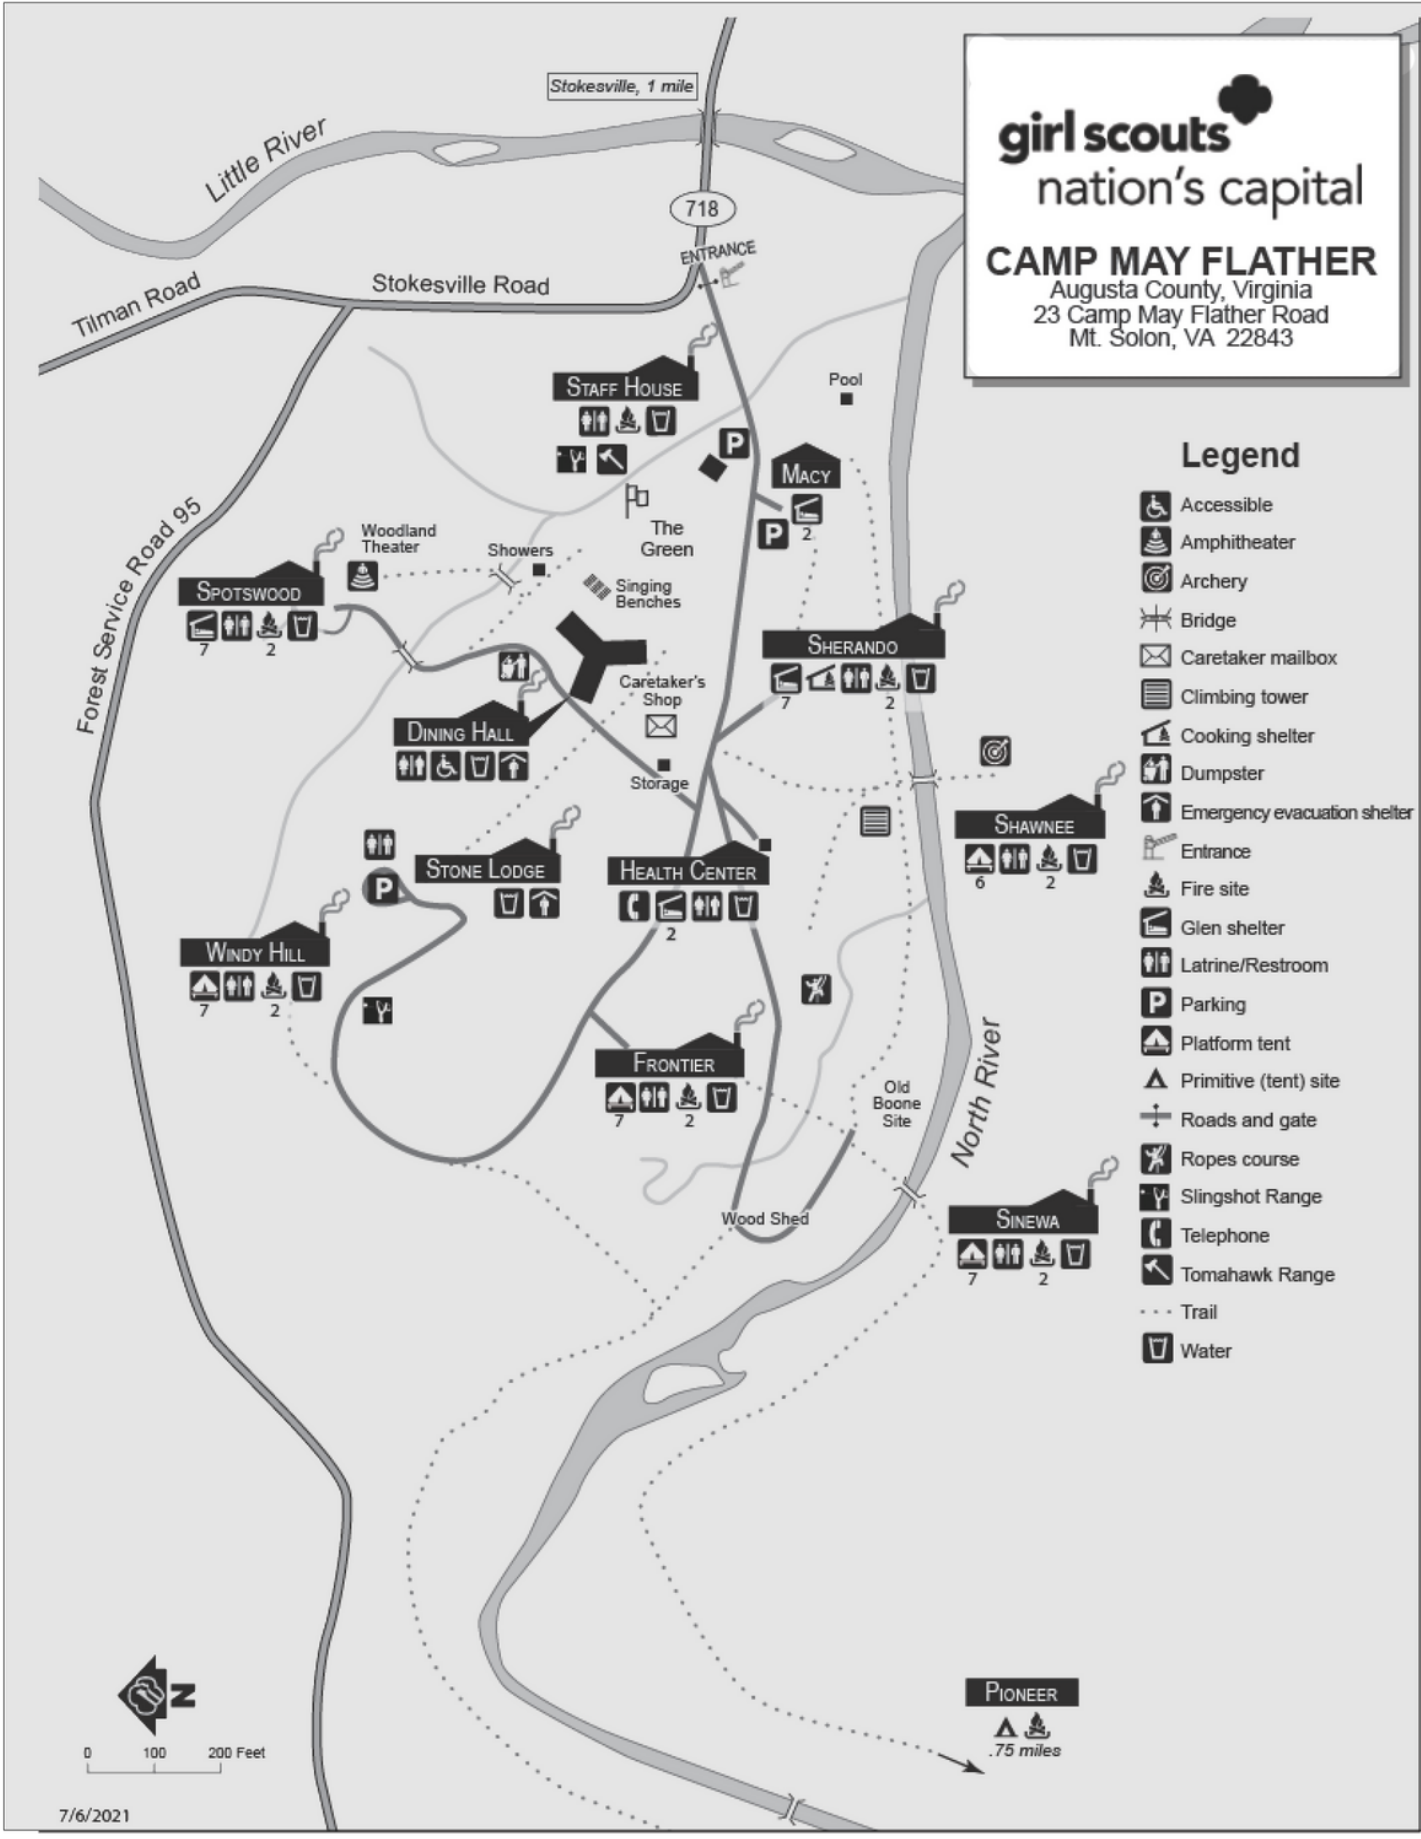 Stokesville, 1 mile
girl scouts
nation's capital
CAMP MAY FLATHER
Augusta County, Virginia
23 Camp May Flather Road
Mt. Solon, VA 22843
Little River
718
ENTRANCE
Tilman Road
Stokesville Road
STAFF HOUSE
Pool
P
MACY
P
2
The
Green
Woodland
Theater
Showers
Singing
Benches
Forest Service Road 95
SPOTSWOOD
7
2
SHERANDO
7
2
Caretaker's
Shop
DINING HALL
Storage
SHAWNEE
6
2
STONE LODGE
P
HEALTH CENTER
2
WINDY HILL
7
2
FRONTIER
7
2
Old
Boone
Site
North River
Wood Shed
SINEWA
7
2
PIONEER
.75 miles
Legend
Accessible
Amphitheater
Archery
Bridge
Caretaker mailbox
Climbing tower
Cooking shelter
Dumpster
Emergency evacuation shelter
Entrance
Fire site
Glen shelter
Latrine/Restroom
P Parking
Platform tent
Primitive (tent) site
Roads and gate
Ropes course
Slingshot Range
Telephone
Tomahawk Range
Trail
Water
N
0 100 200 Feet
7/6/2021